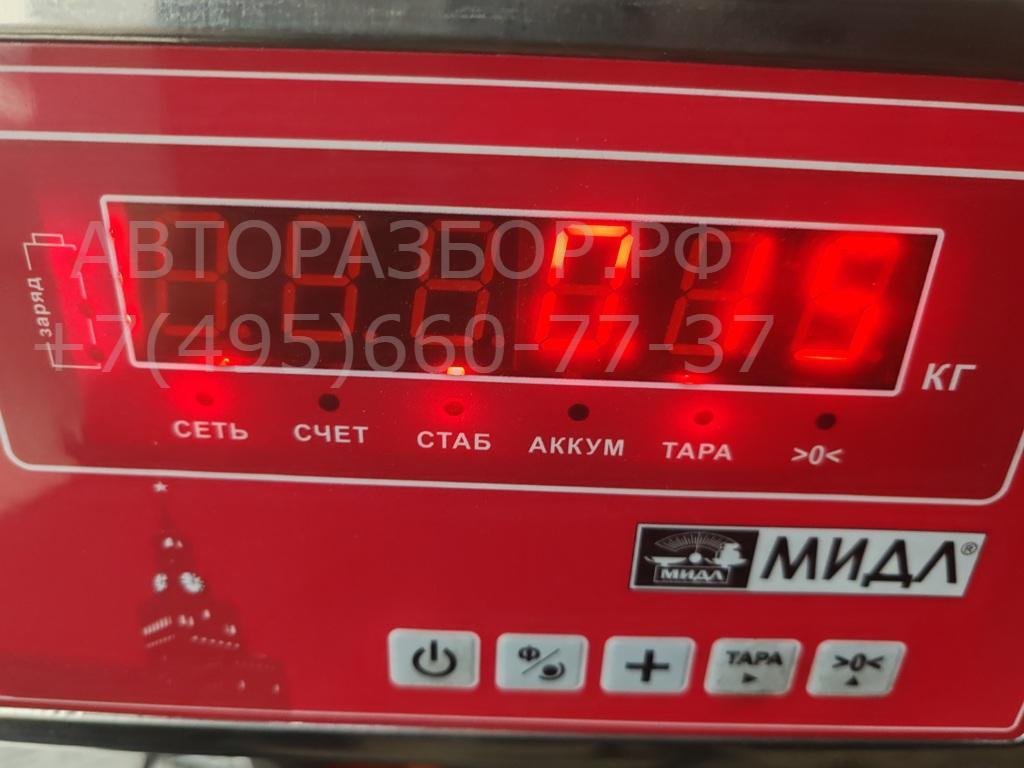 АВТОРАЗБОР.РФ
+7(495)660-77-37
заряд
КГ
СЕТЬ СЧЕТ СТАБ АККУМ ТАРА >0<
МИДЛ МИДЛ®
Ф ТАРА >0<